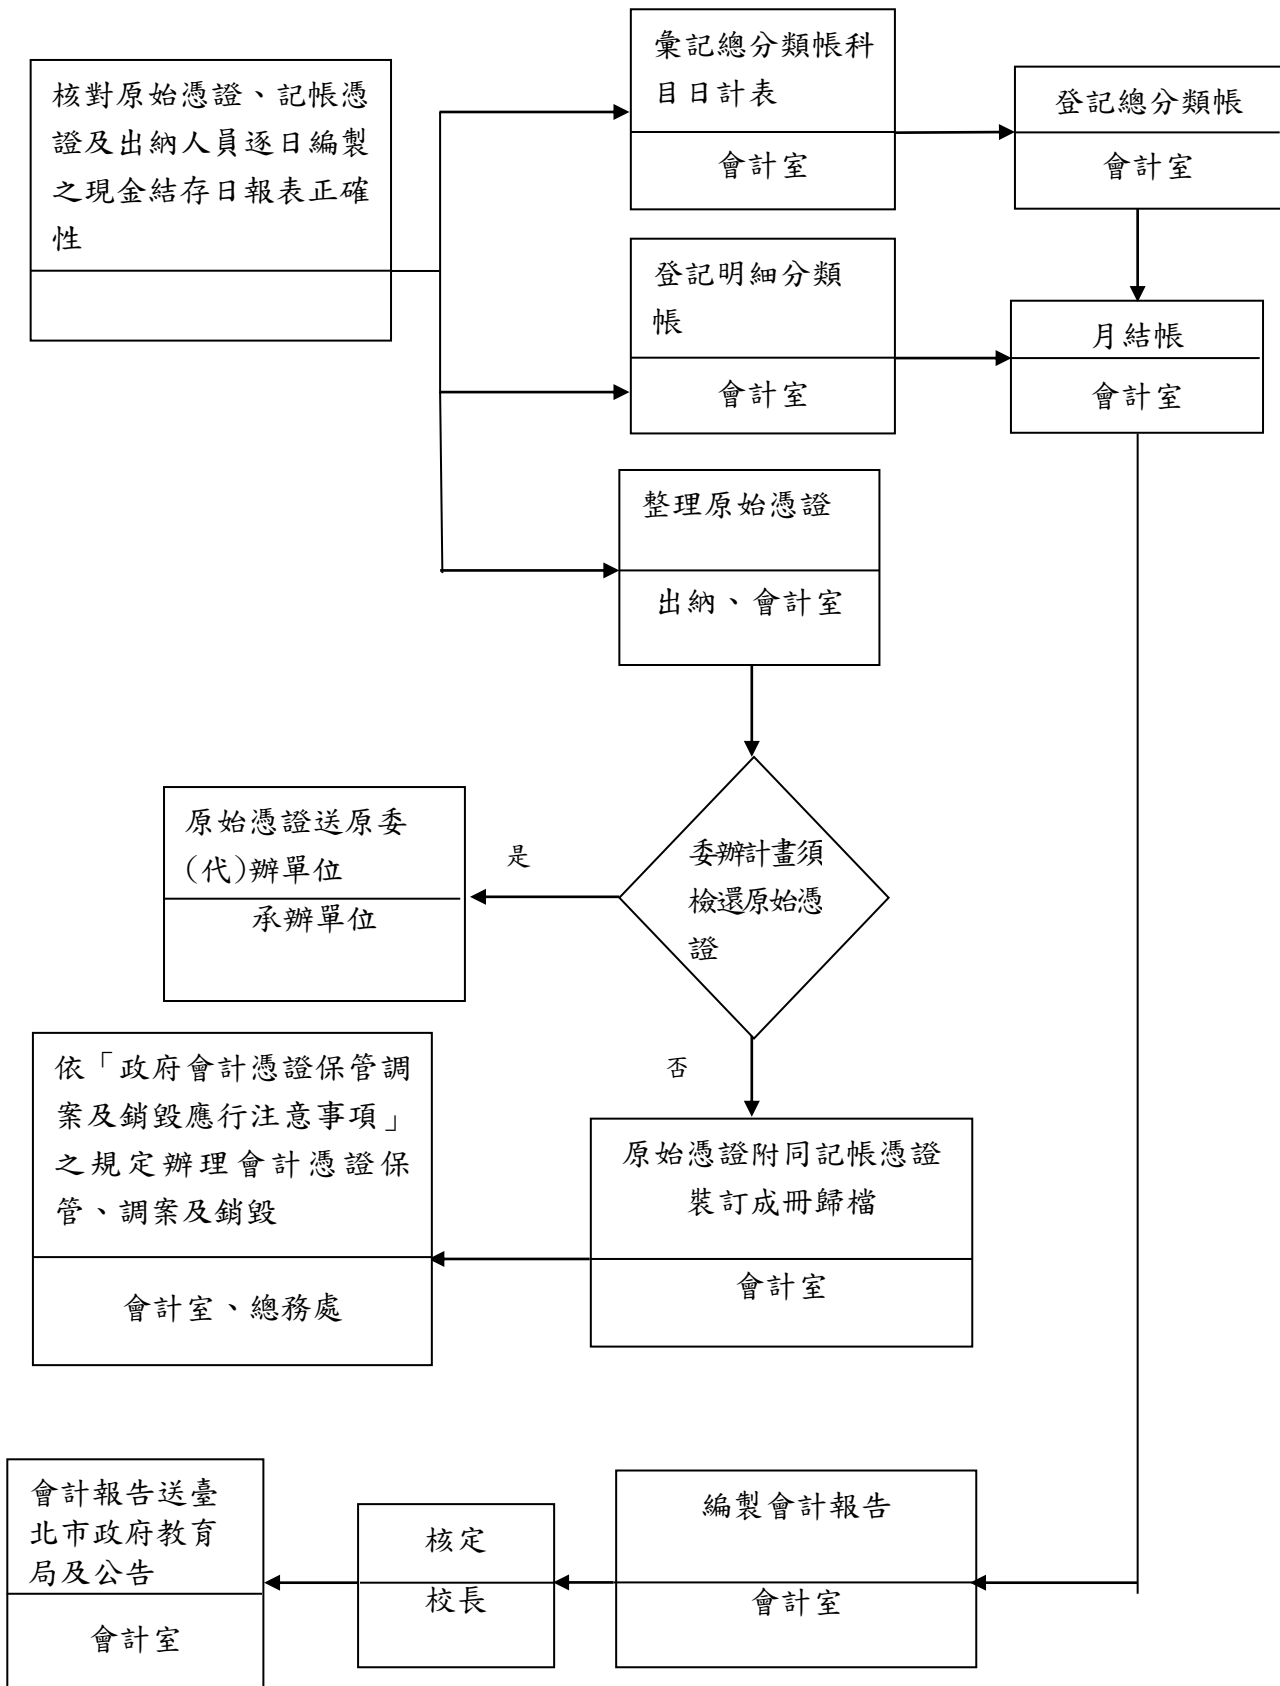 核對原始憑證、記帳憑
證及出納人員逐日編製
之現金結存日報表正確
性
彙記總分類帳科
目日計表
會計室
登記總分類帳
會計室
登記明細分類
帳
會計室
月結帳
會計室
整理原始憑證
出納、會計室
委辦計畫須
檢還原始憑
證
是
原始憑證送原委
(代)辦單位
承辦單位
否
原始憑證附同記帳憑證
裝訂成冊歸檔
會計室
依「政府會計憑證保管調
案及銷毀應行注意事項」
之規定辦理會計憑證保
管、調案及銷毀
會計室、總務處
編製會計報告
會計室
核定
校長
會計報告送臺
北市政府教育
局及公告
會計室